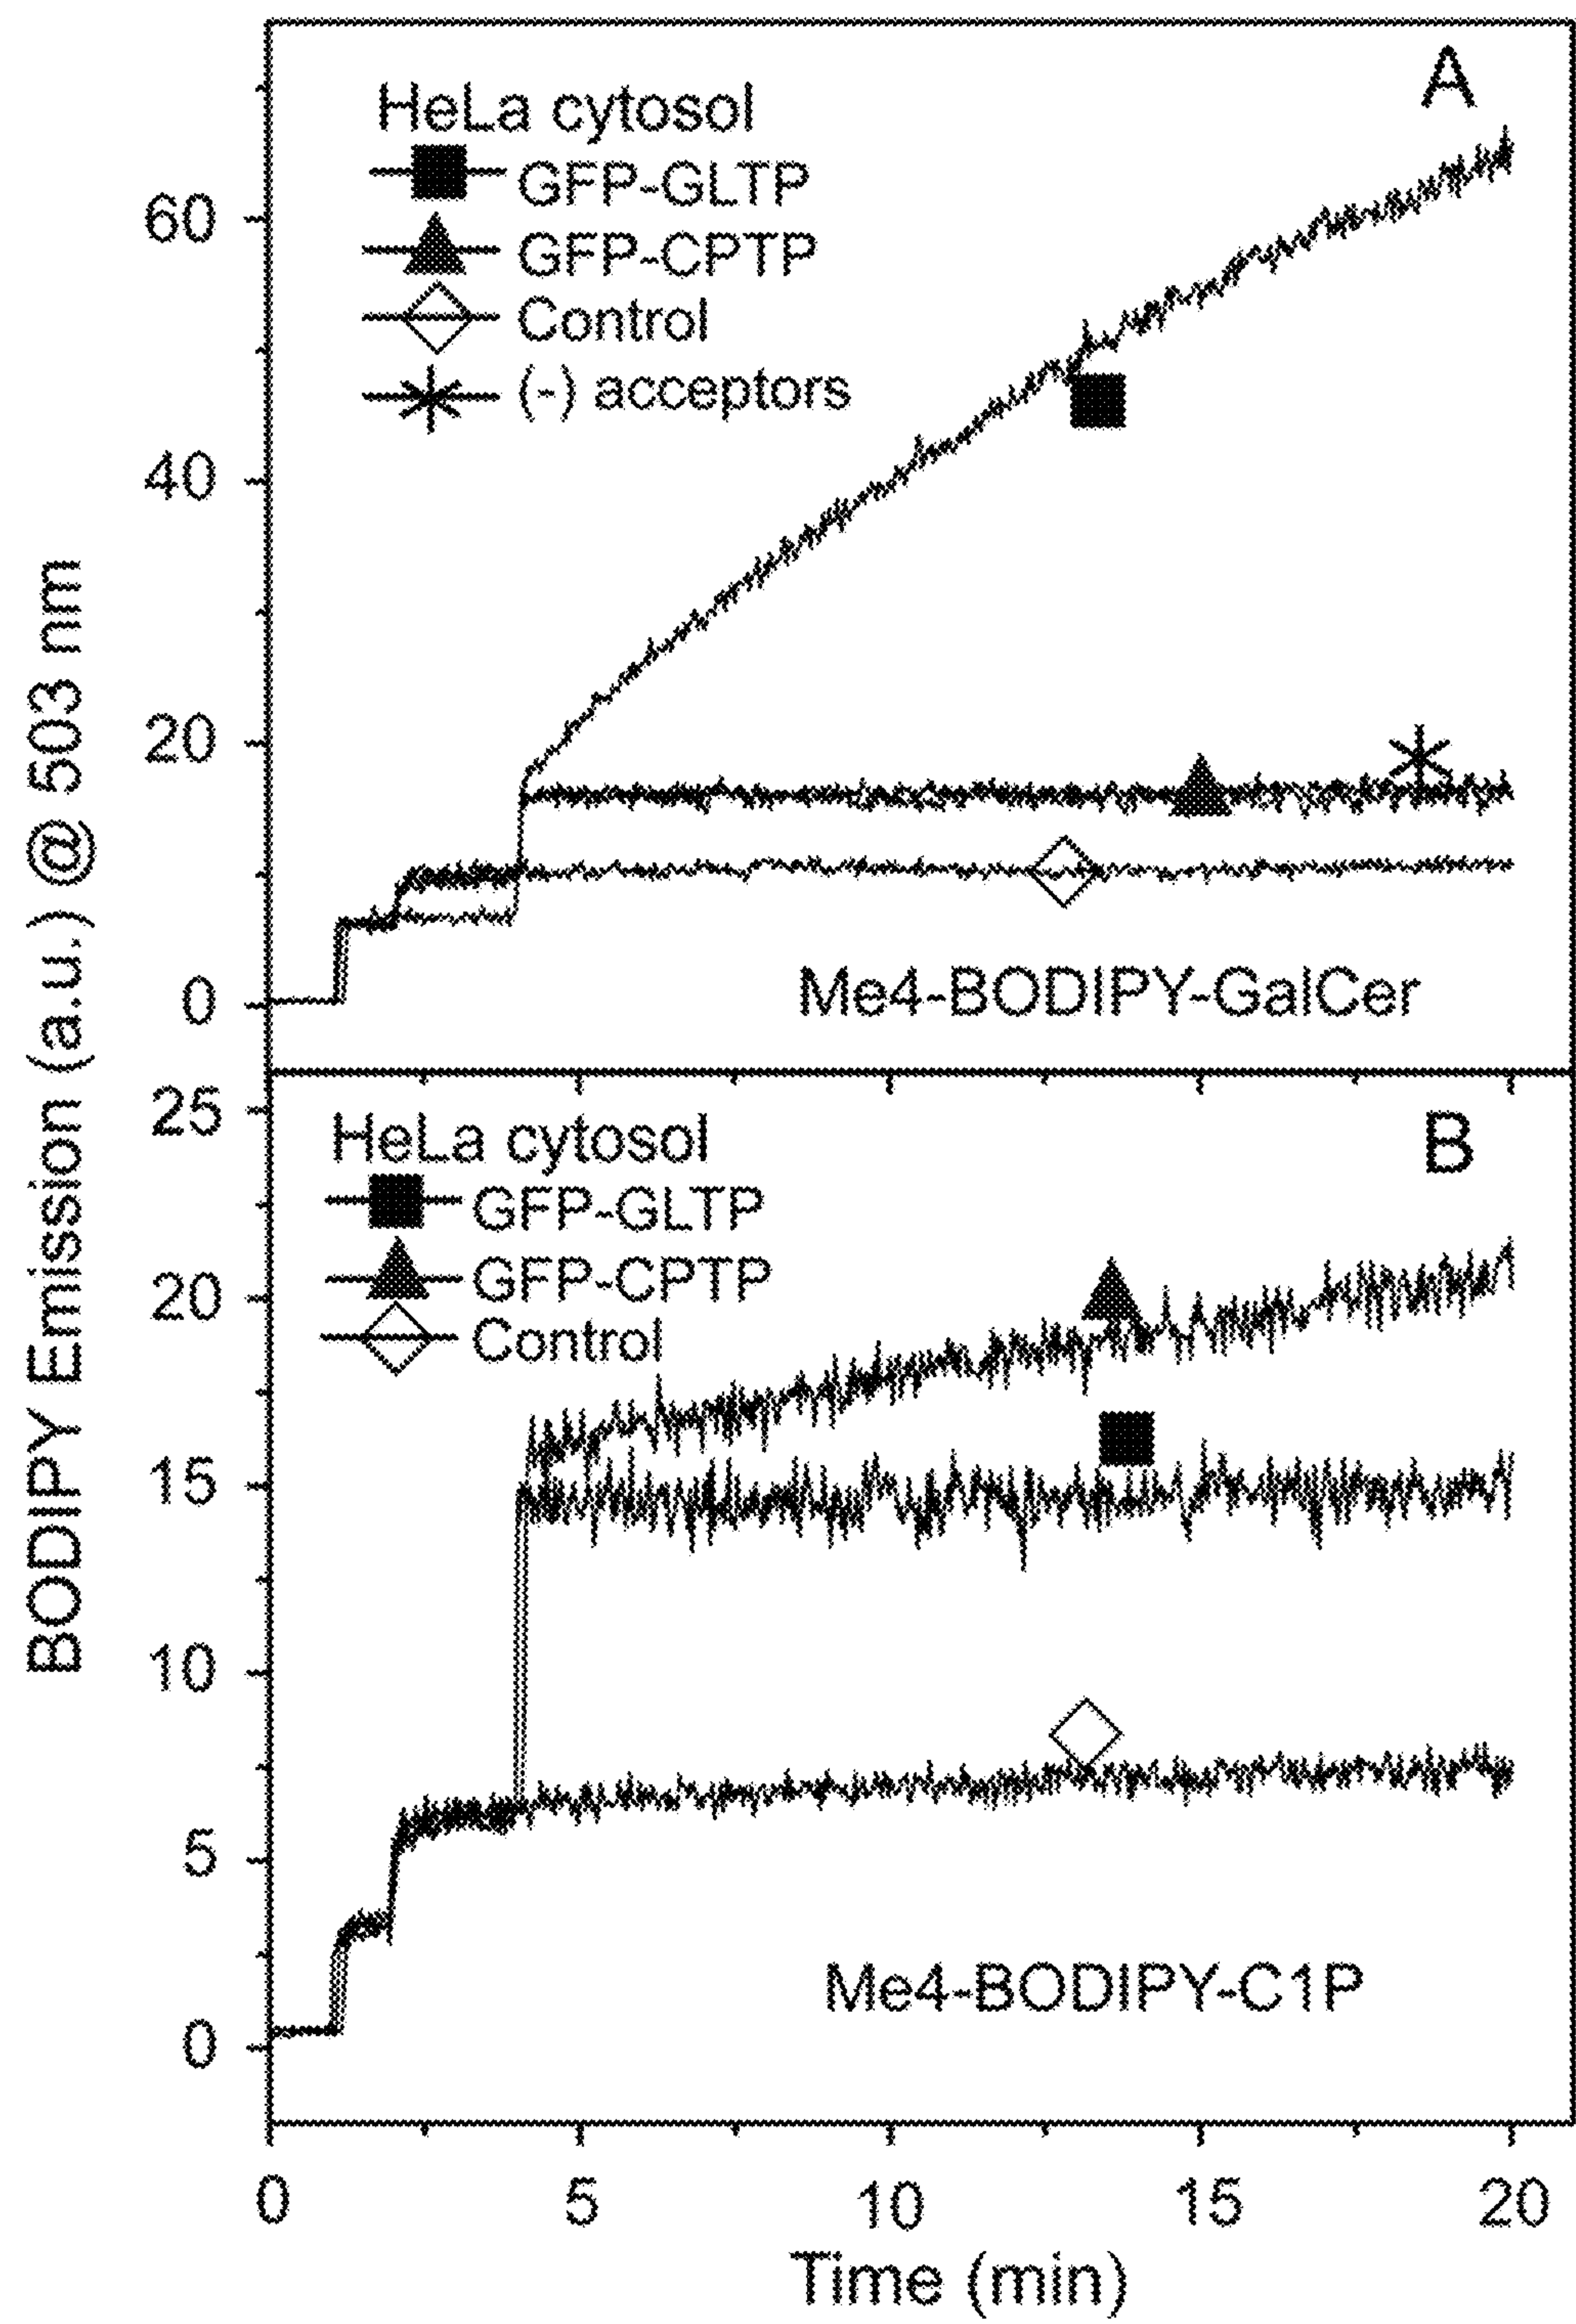 A
HeLa cytosol
GFP-GLTP
GFP-CPTP
Control
(-) acceptors
60
40
20
0
Me4-BODIPY-GalCer
BODIPY Emission (a.u.) @ 503 nm
B
HeLa cytosol
GFP-GLTP
GFP-CPTP
Control
25
20
15
10
5
0
Me4-BODIPY-C1P
0 5 10 15 20
Time (min)